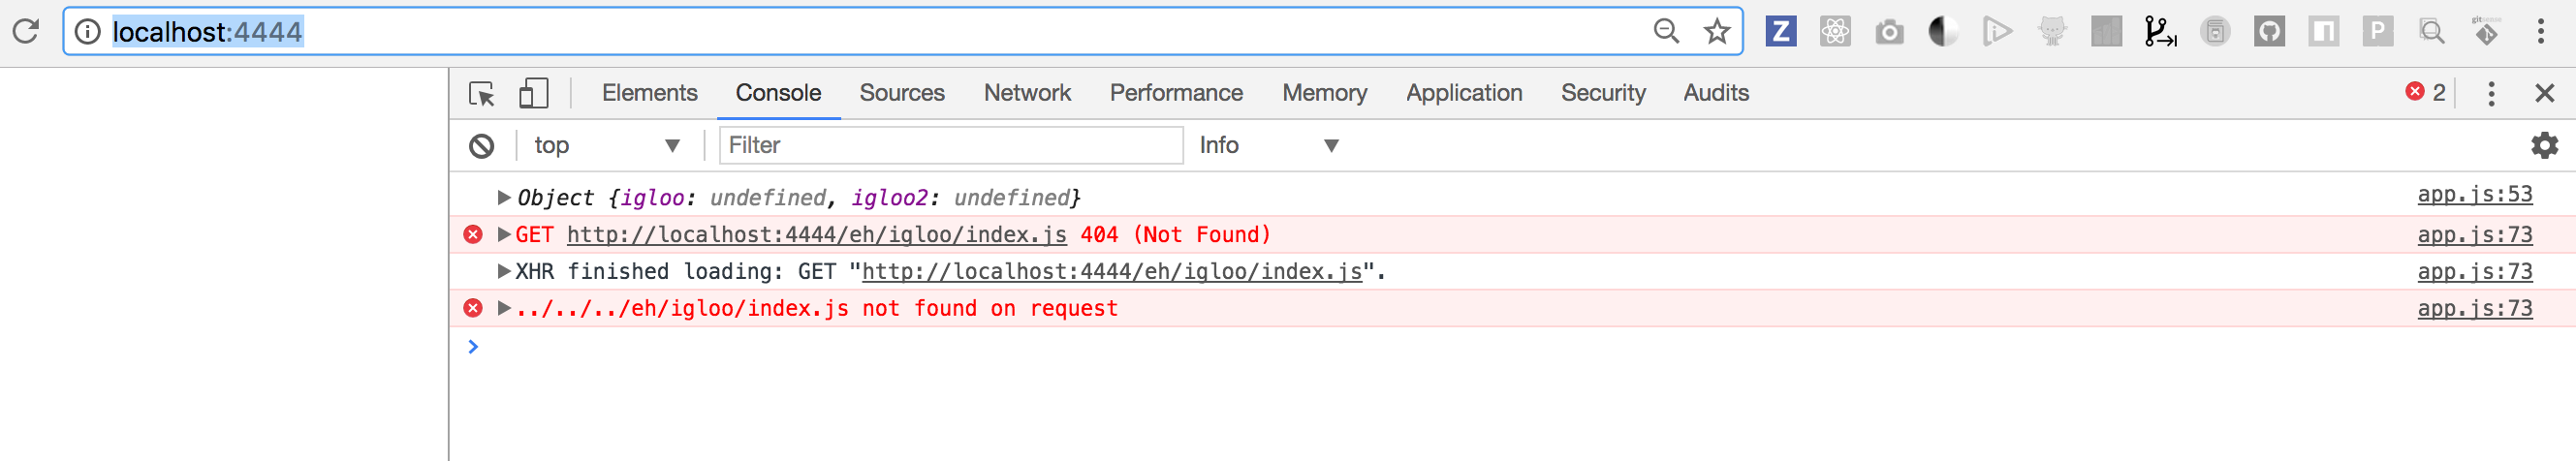 localhost:4444
Z
P
git
Elements Console Sources Network Performance Memory Application Security Audits 2
top Filter Info
Object {igloo: undefined, igloo2: undefined} app.js:53
GET http://localhost:4444/eh/igloo/index.js 404 (Not Found) app.js:73
XHR finished loading: GET "http://localhost:4444/eh/igloo/index.js". app.js:73
../../../eh/igloo/index.js not found on request app.js:73